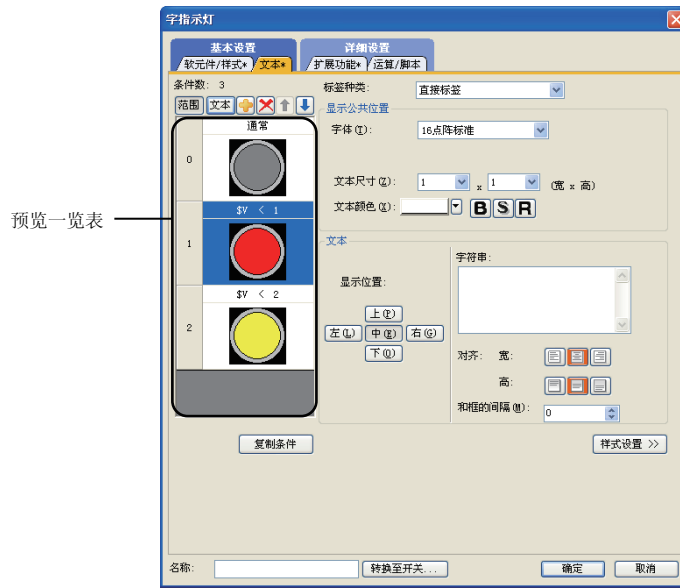 字指示灯
基本设置
详细设置
软元件/样式*
文本*
扩展功能*
运算/脚本
条件数: 3
范围
文本
标签种类:
直接标签
显示公共位置
通常
0
字体(I):
16点阵标准
文本尺寸(Z):
1
x
1
(宽 x 高)
文本颜色(X):
B S R
$V < 1
1
预览一览表
文本
字符串:
显示位置:
$V < 2
2
上(P)
左(L)
中(E)
右(G)
下(O)
对齐: 宽:
高:
和框的间隔(M):
0
复制条件
样式设置 >>
名称:
转换至开关...
确定
取消